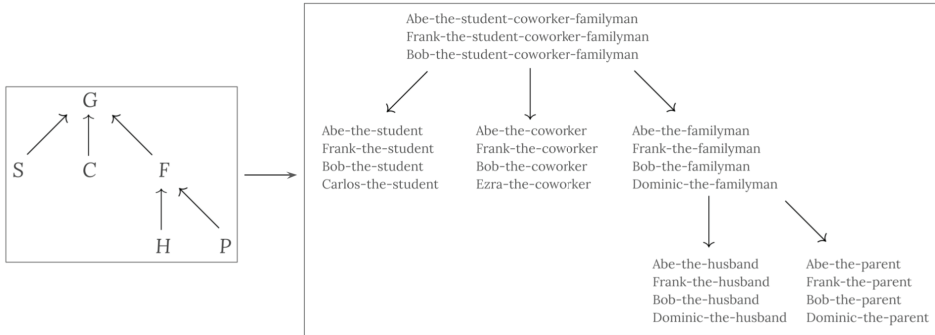 Abe-the-student-coworker-familyman
Frank-the-student-coworker-familyman
Bob-the-student-coworker-familyman
G
S C F
H P
Abe-the-student
Frank-the-student
Bob-the-student
Carlos-the-student
Abe-the-coworker
Frank-the-coworker
Bob-the-coworker
Ezra-the-coworker
Abe-the-familyman
Frank-the-familyman
Bob-the-familyman
Dominic-the-familyman
Abe-the-husband
Frank-the-husband
Bob-the-husband
Dominic-the-husband
Abe-the-parent
Frank-the-parent
Bob-the-parent
Dominic-the-parent